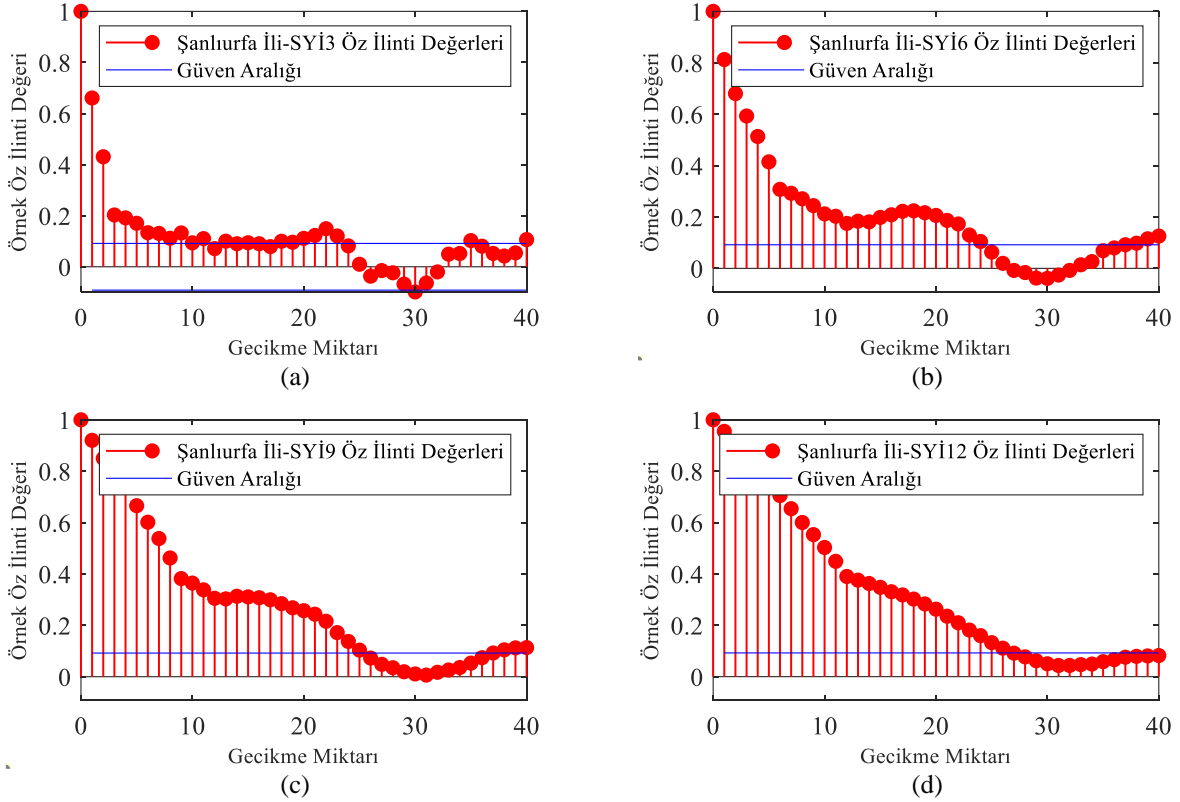 Şanlıurfa İli-SYİ3 Öz İlinti Değerleri
Güven Aralığı
Örnek Öz İlinti Değeri
1
0.8
0.6
0.4
0.2
0
0 10 20 30 40
Gecikme Miktarı
(a)
Şanlıurfa İli-SYİ6 Öz İlinti Değerleri
Güven Aralığı
Örnek Öz İlinti Değeri
1
0.8
0.6
0.4
0.2
0
0 10 20 30 40
Gecikme Miktarı
(b)
Şanlıurfa İli-SYİ9 Öz İlinti Değerleri
Güven Aralığı
Örnek Öz İlinti Değeri
1
0.8
0.6
0.4
0.2
0
0 10 20 30 40
Gecikme Miktarı
(c)
Şanlıurfa İli-SYİ12 Öz İlinti Değerleri
Güven Aralığı
Örnek Öz İlinti Değeri
1
0.8
0.6
0.4
0.2
0
0 10 20 30 40
Gecikme Miktarı
(d)